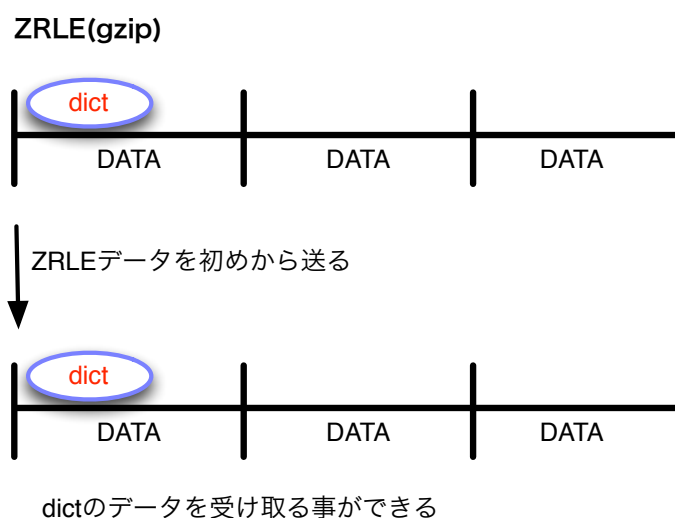 ZRLE(gzip)
dict
DATA DATA DATA
ZRLEデータを初めから送る
dict
DATA DATA DATA
dictのデータを受け取る事ができる